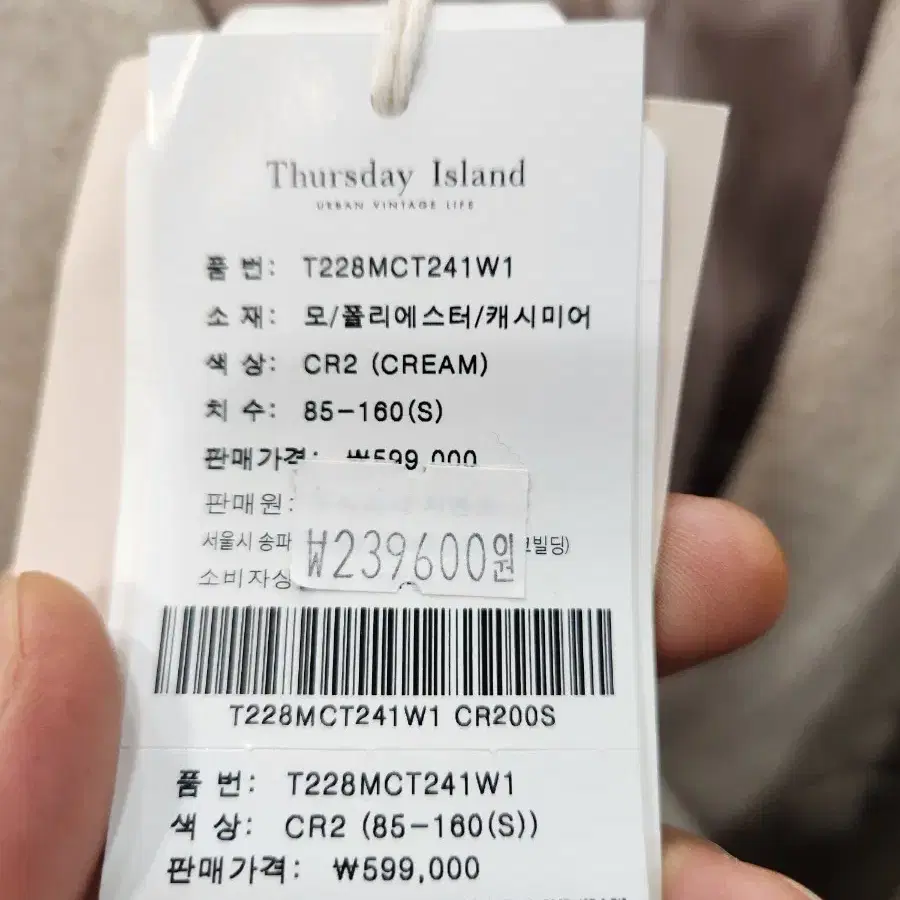 Thursday Island
URBAN VINTAGE LIFE
품 번: T228MCT241W1
소 재: 모/폴리에스터/캐시미어
색 상: CR2 (CREAM)
치 수: 85-160(S)
판매가격: ₩599,000
판매원:
서울시 송파 빌딩)
소비자상
₩239600원
T228MCT241W1 CR200S
품 번: T228MCT241W1
색 상: CR2 (85-160(S))
판매가격: ₩599,000